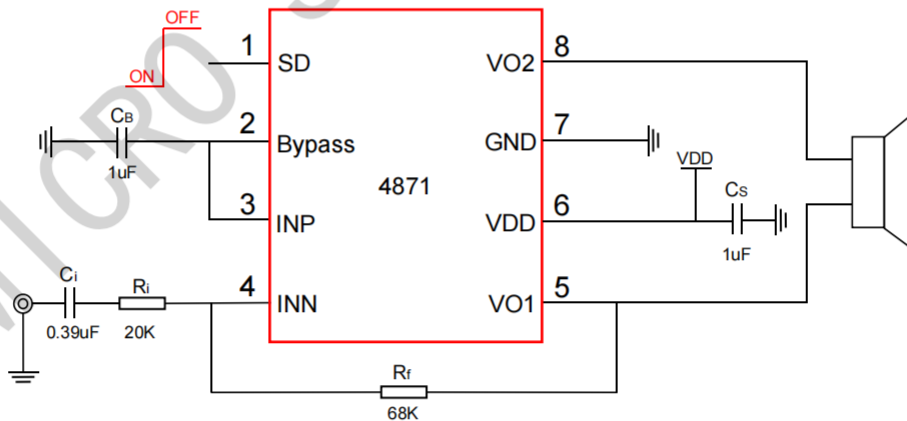 OFF
ON
1
SD
CB
1uF
2
Bypass
3
INP
Ci
0.39uF
Ri
20K
4
INN
4871
VO2
8
GND
7
VDD
VDD
6
CS
1uF
VO1
5
Rf
68K
MICRO